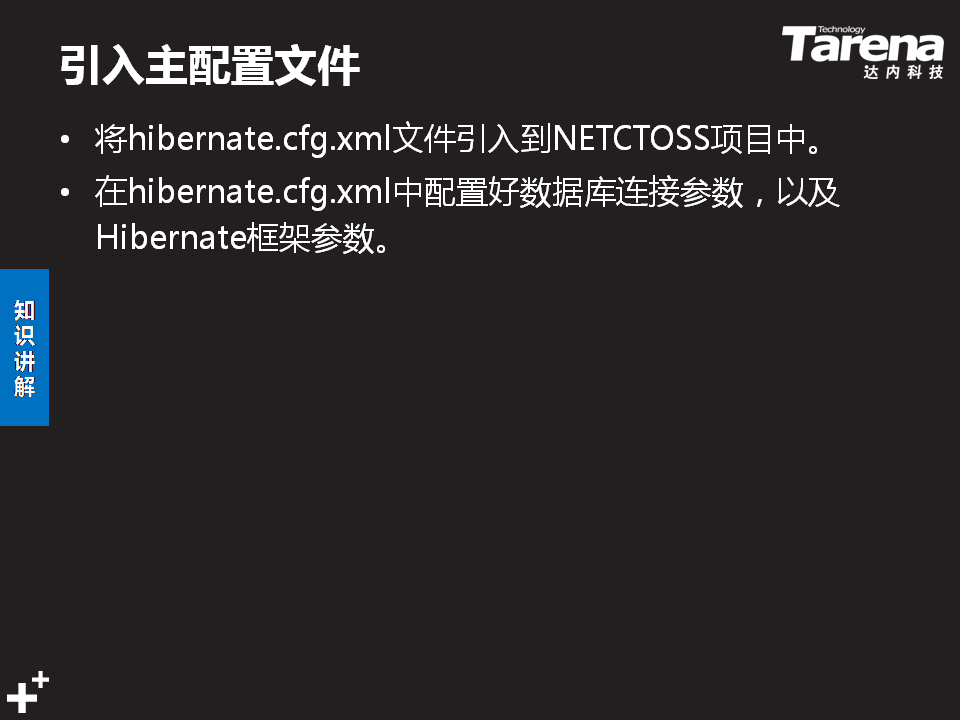 引入主配置文件
Technology
Tarena
达内科技
• 将hibernate.cfg.xml文件引入到NETCTOSS项目中。
• 在hibernate.cfg.xml中配置好数据库连接参数，以及
Hibernate框架参数。
知
识
讲
解